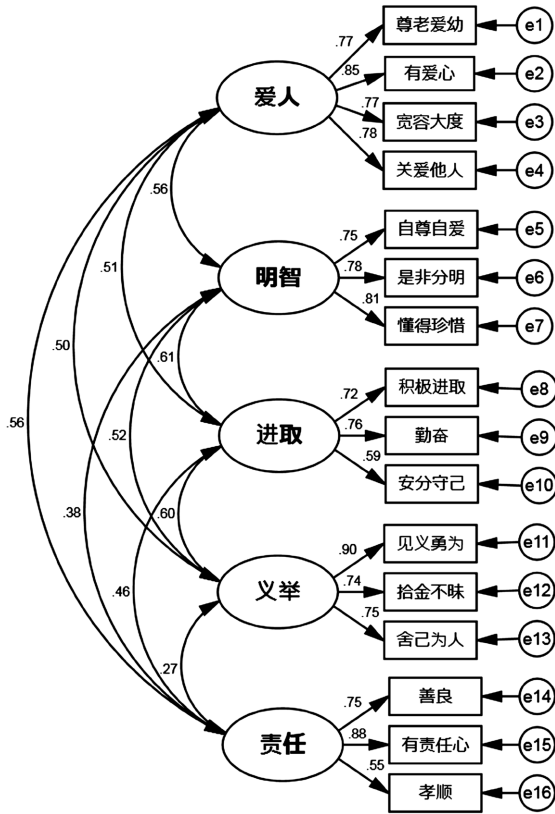 尊老爱幼 e1
.77
.85
有爱心 e2
爱人
.77
宽容大度 e3
.78
关爱他人 e4
.56
自尊自爱 e5
.75
.51
明智
.78
是非分明 e6
.81
懂得珍惜 e7
.50
.61
积极进取 e8
.72
.56
.52
进取
.76
勤奋 e9
.59
安分守己 e10
.38
.60
见义勇为 e11
.90
.46
义举
.74
拾金不昧 e12
.75
舍己为人 e13
.27
善良 e14
.75
责任
.88
有责任心 e15
.55
孝顺 e16